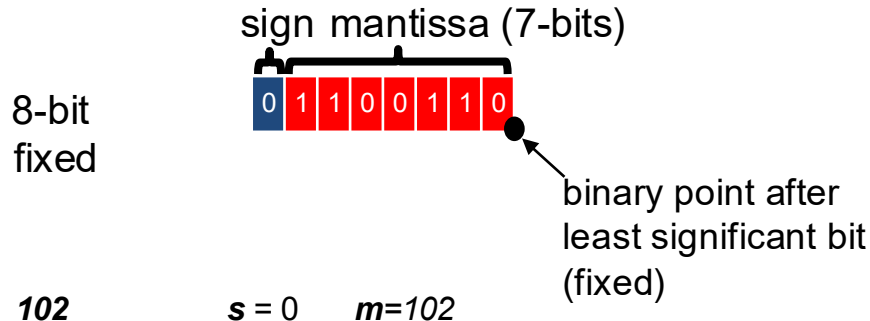 sign mantissa (7-bits)
0 1 1 0 0 1 1 0
8-bit
fixed
binary point after
least significant bit
(fixed)
102 s = 0 m=102